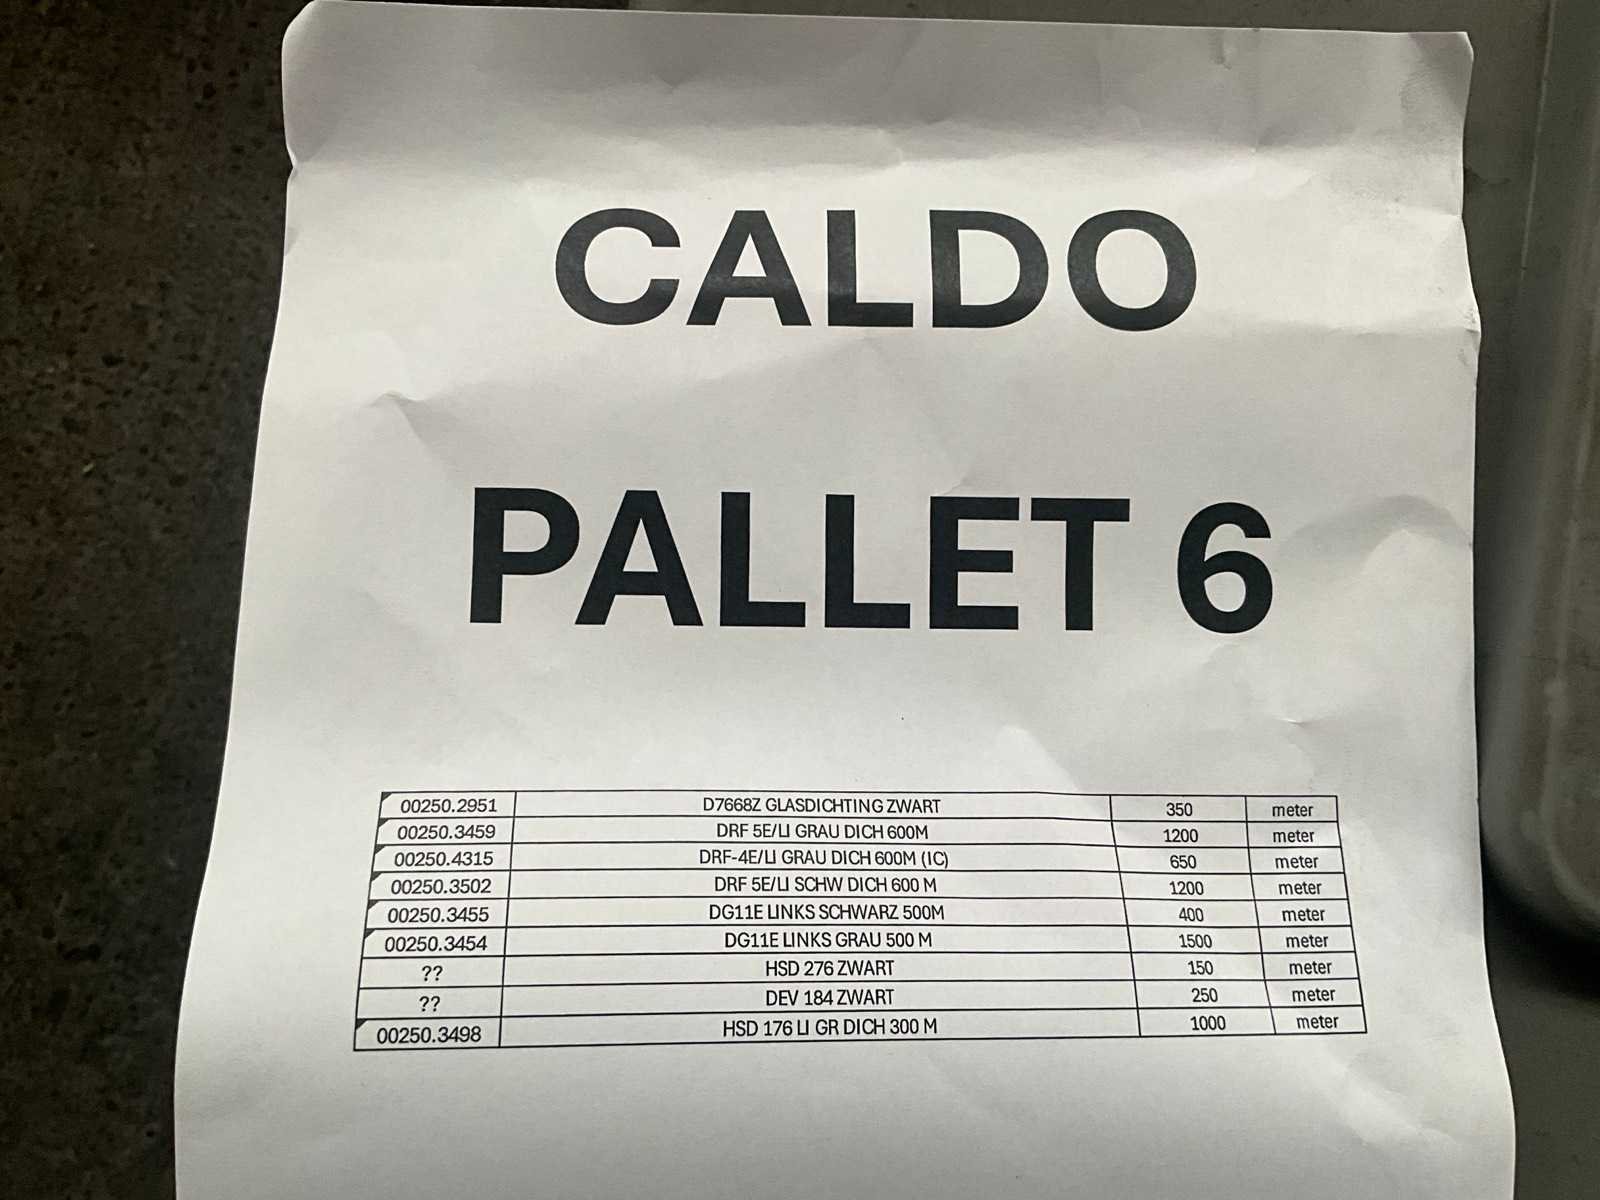 CALDO
PALLET 6
00250.2951 D7668Z GLASDICHTING ZWART 350 meter
00250.3459 DRF 5E/LI GRAU DICH 600M 1200 meter
00250.4315 DRF-4E/LI GRAU DICH 600M (IC) 650 meter
00250.3502 DRF 5E/LI SCHW DICH 600 M 1200 meter
00250.3455 DG11E LINKS SCHWARZ 500M 400 meter
00250.3454 DG11E LINKS GRAU 500 M 1500 meter
?? HSD 276 ZWART 150 meter
?? DEV 184 ZWART 250 meter
00250.3498 HSD 176 LI GR DICH 300 M 1000 meter